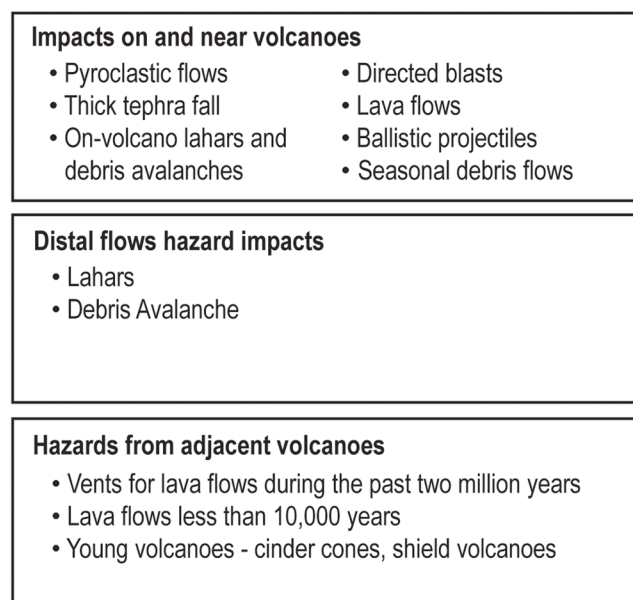 Impacts on and near volcanoes
• Pyroclastic flows
• Thick tephra fall
• On-volcano lahars and
debris avalanches
• Directed blasts
• Lava flows
• Ballistic projectiles
• Seasonal debris flows
Distal flows hazard impacts
• Lahars
• Debris Avalanche
Hazards from adjacent volcanoes
• Vents for lava flows during the past two million years
• Lava flows less than 10,000 years
• Young volcanoes - cinder cones, shield volcanoes